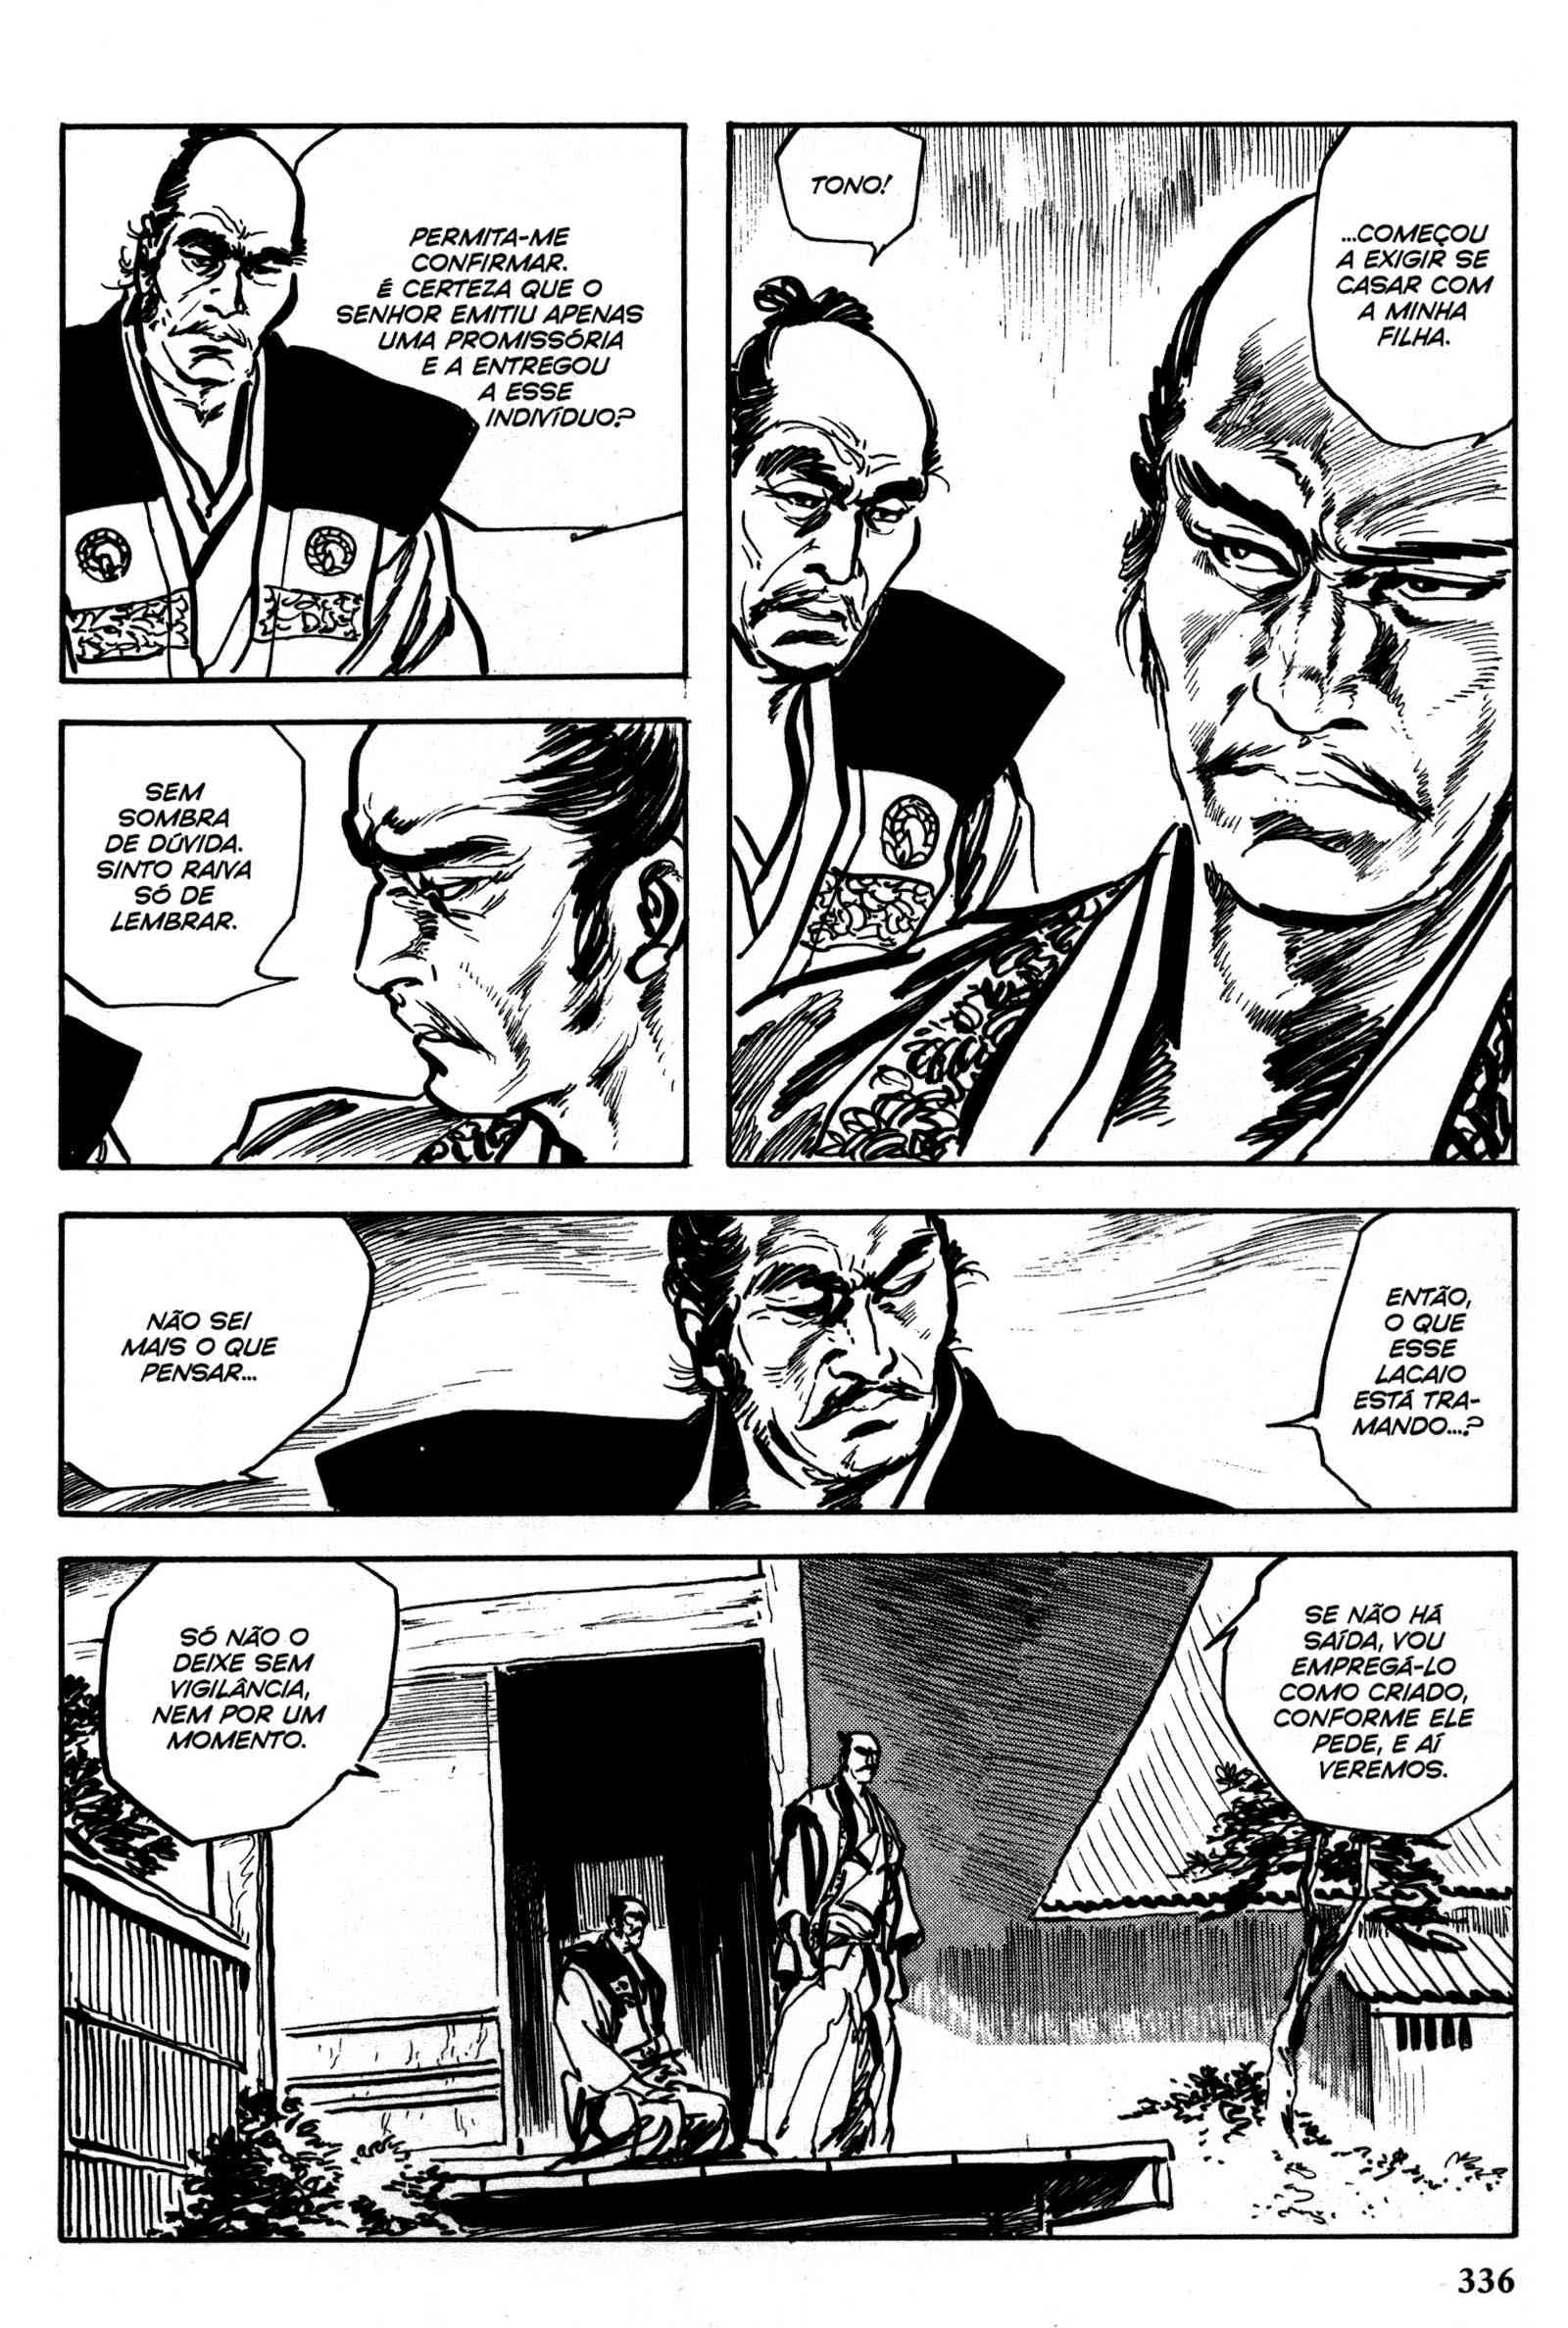 ...COMEÇOU
A EXIGIR SE
CASAR COM
A MINHA
FILHA.
TONO!
PERMITA-ME
CONFIRMAR.
É CERTEZA QUE O
SENHOR EMITIU APENAS
UMA PROMISSÓRIA
E A ENTREGOU
A ESSE
INDIVÍDUO?
SEM
SOMBRA
DE DÚVIDA.
SINTO RAIVA
SÓ DE
LEMBRAR.
ENTÃO,
O QUE
ESSE
LACAIO
ESTÁ TRA-
MANDO...?
NÃO SEI
MAIS O QUE
PENSAR...
SE NÃO HÁ
SAÍDA, VOU
EMPREGÁ-LO
COMO CRIADO,
CONFORME ELE
PEDE, E AÍ
VEREMOS.
SÓ NÃO O
DEIXE SEM
VIGILÂNCIA,
NEM POR UM
MOMENTO.
336